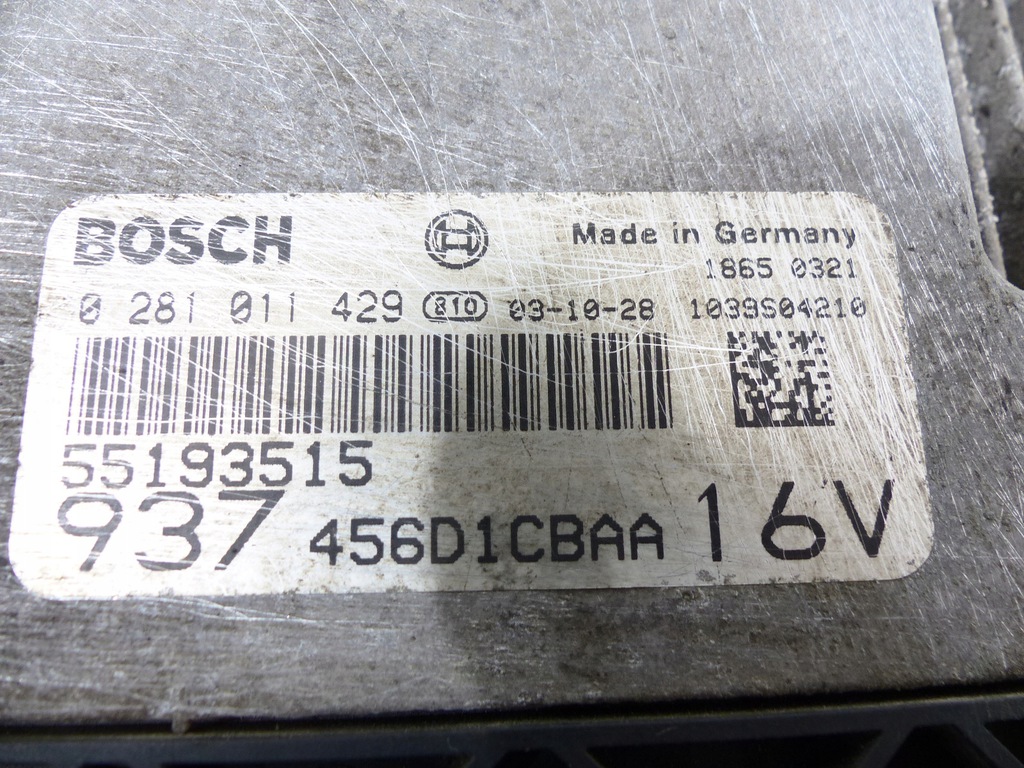 BOSCH Made in Germany
1865 0321
0 281 011 429 810 03-10-28 1039S04210
55193515
937 456D1CBAA 16V